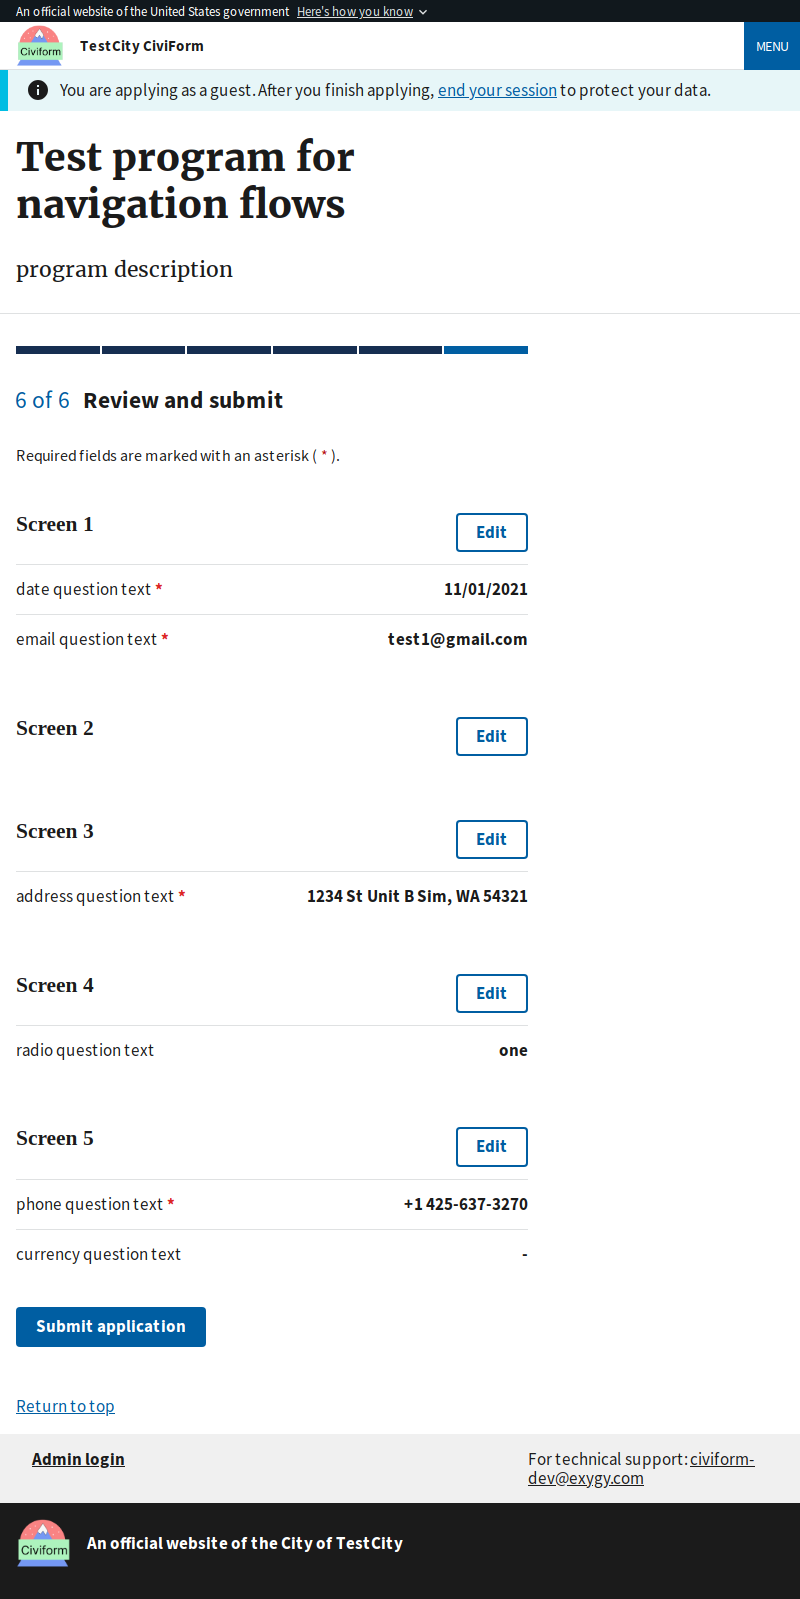 An official website of the United States government Here's how you know
Civiform TestCity CiviForm MENU
You are applying as a guest. After you finish applying, end your session to protect your data.
Test program for
navigation flows
program description
6 of 6 Review and submit
Required fields are marked with an asterisk ( * ).
Screen 1 Edit
date question text * 11/01/2021
email question text * test1@gmail.com
Screen 2 Edit
Screen 3 Edit
address question text * 1234 St Unit B Sim, WA 54321
Screen 4 Edit
radio question text one
Screen 5 Edit
phone question text * +1 425-637-3270
currency question text -
Submit application
Return to top
Admin login For technical support: civiform-
dev@exygy.com
Civiform An official website of the City of TestCity